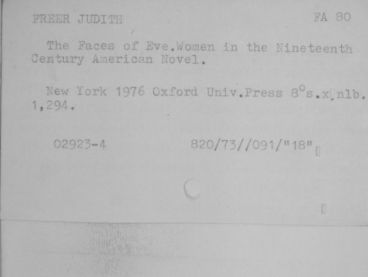 FREER JUDITH FA 80
The Faces of Eve.Women in the Nineteenth
Century American Novel.
New York 1976 Oxford Univ.Press 8°s.x,nlb.
1,294.
02923-4 820/73//091/"18"